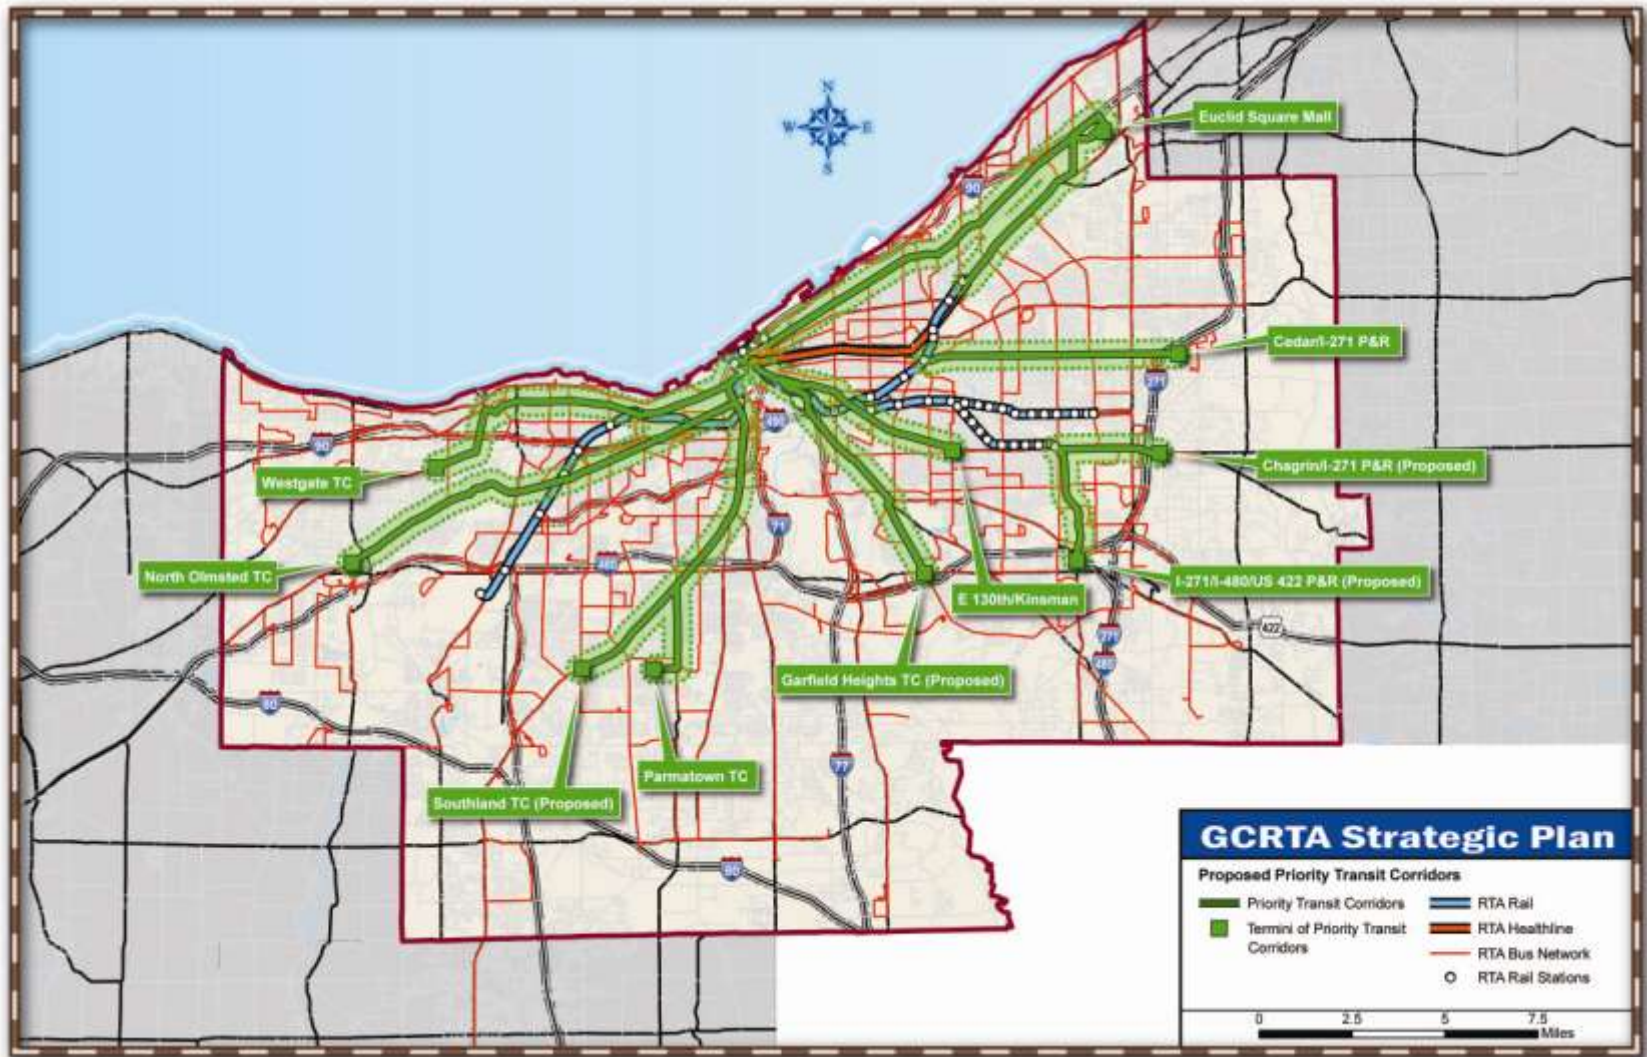 N
W E
S
Euclid Square Mall
90
Cedar/I-271 P&R
271
490
90
Westgate TC
Chagrin/I-271 P&R (Proposed)
71
480
North Olmsted TC
I-271/I-480/US 422 P&R (Proposed)
E 130th/Kinsman
422
271
480
Garfield Heights TC (Proposed)
80
77
Parmatown TC
Southland TC (Proposed)
80
GCRTA Strategic Plan
Proposed Priority Transit Corridors
Priority Transit Corridors
Termini of Priority Transit
Corridors
RTA Rail
RTA Healthline
RTA Bus Network
RTA Rail Stations
0 2.5 5 7.5
Miles